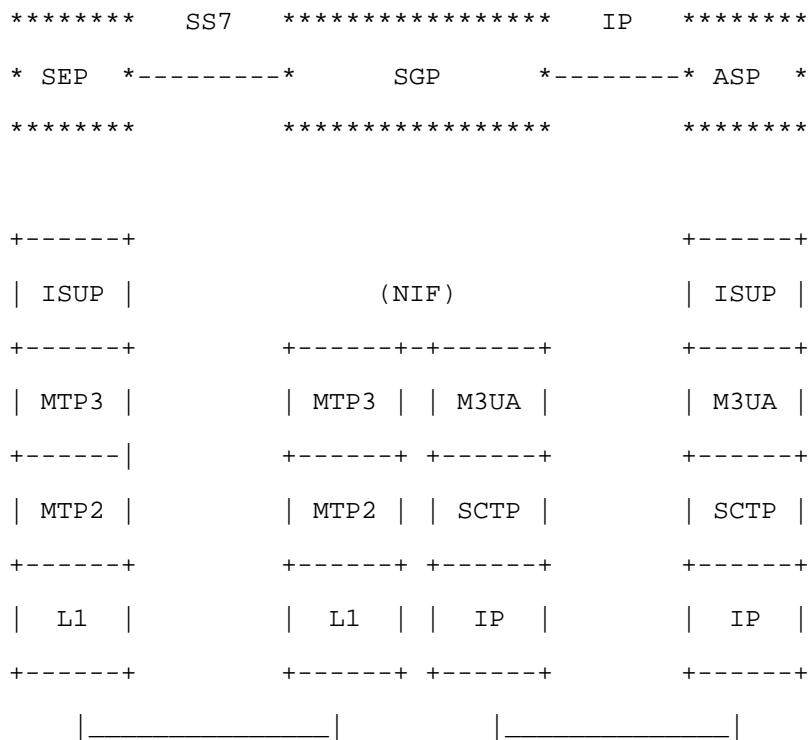 ********   SS7   *****************   IP   ********
* SEP  *---------*      SGP      *--------* ASP  *
********         *****************        ********
+------+                                  +------+
| ISUP |               (NIF)              | ISUP |
+------+         +------+-+------+        +------+
| MTP3 |         | MTP3 | | M3UA |        | M3UA |
+------|         +------+ +------+        +------+
| MTP2 |         | MTP2 | | SCTP |        | SCTP |
+------+         +------+ +------+        +------+
|  L1  |         |  L1  | |  IP  |        |  IP  |
+------+         +------+ +------+        +------+
    |_______________|         |______________|